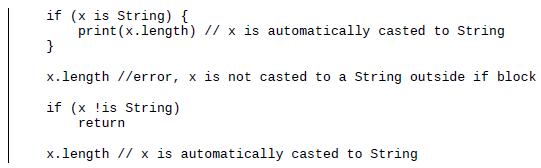 if (x is String) {
    print(x.length) // x is automatically casted to String
}
x.length //error, x is not casted to a String outside if block
if (x !is String)
    return
x.length // x is automatically casted to String